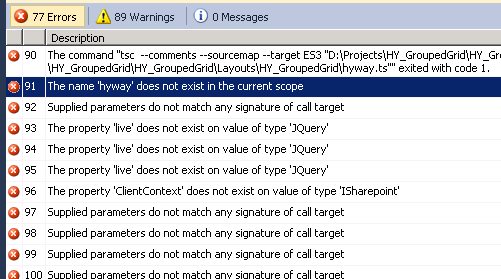 77 Errors 89 Warnings 0 Messages
Description
90 The command "tsc --comments --sourcemap --target ES3 "D:\Projects\HY_GroupedGrid\HY_Gr
\HY_GroupedGrid\HY_GroupedGrid\Layouts\HY_GroupedGrid\hyway.ts"" exited with code 1.
91 The name 'hyway' does not exist in the current scope
92 Supplied parameters do not match any signature of call target
93 The property 'live' does not exist on value of type 'JQuery'
94 The property 'live' does not exist on value of type 'JQuery'
95 The property 'live' does not exist on value of type 'JQuery'
96 The property 'ClientContext' does not exist on value of type 'ISharepoint'
97 Supplied parameters do not match any signature of call target
98 Supplied parameters do not match any signature of call target
99 Supplied parameters do not match any signature of call target
100 Supplied parameters do not match any signature of call target